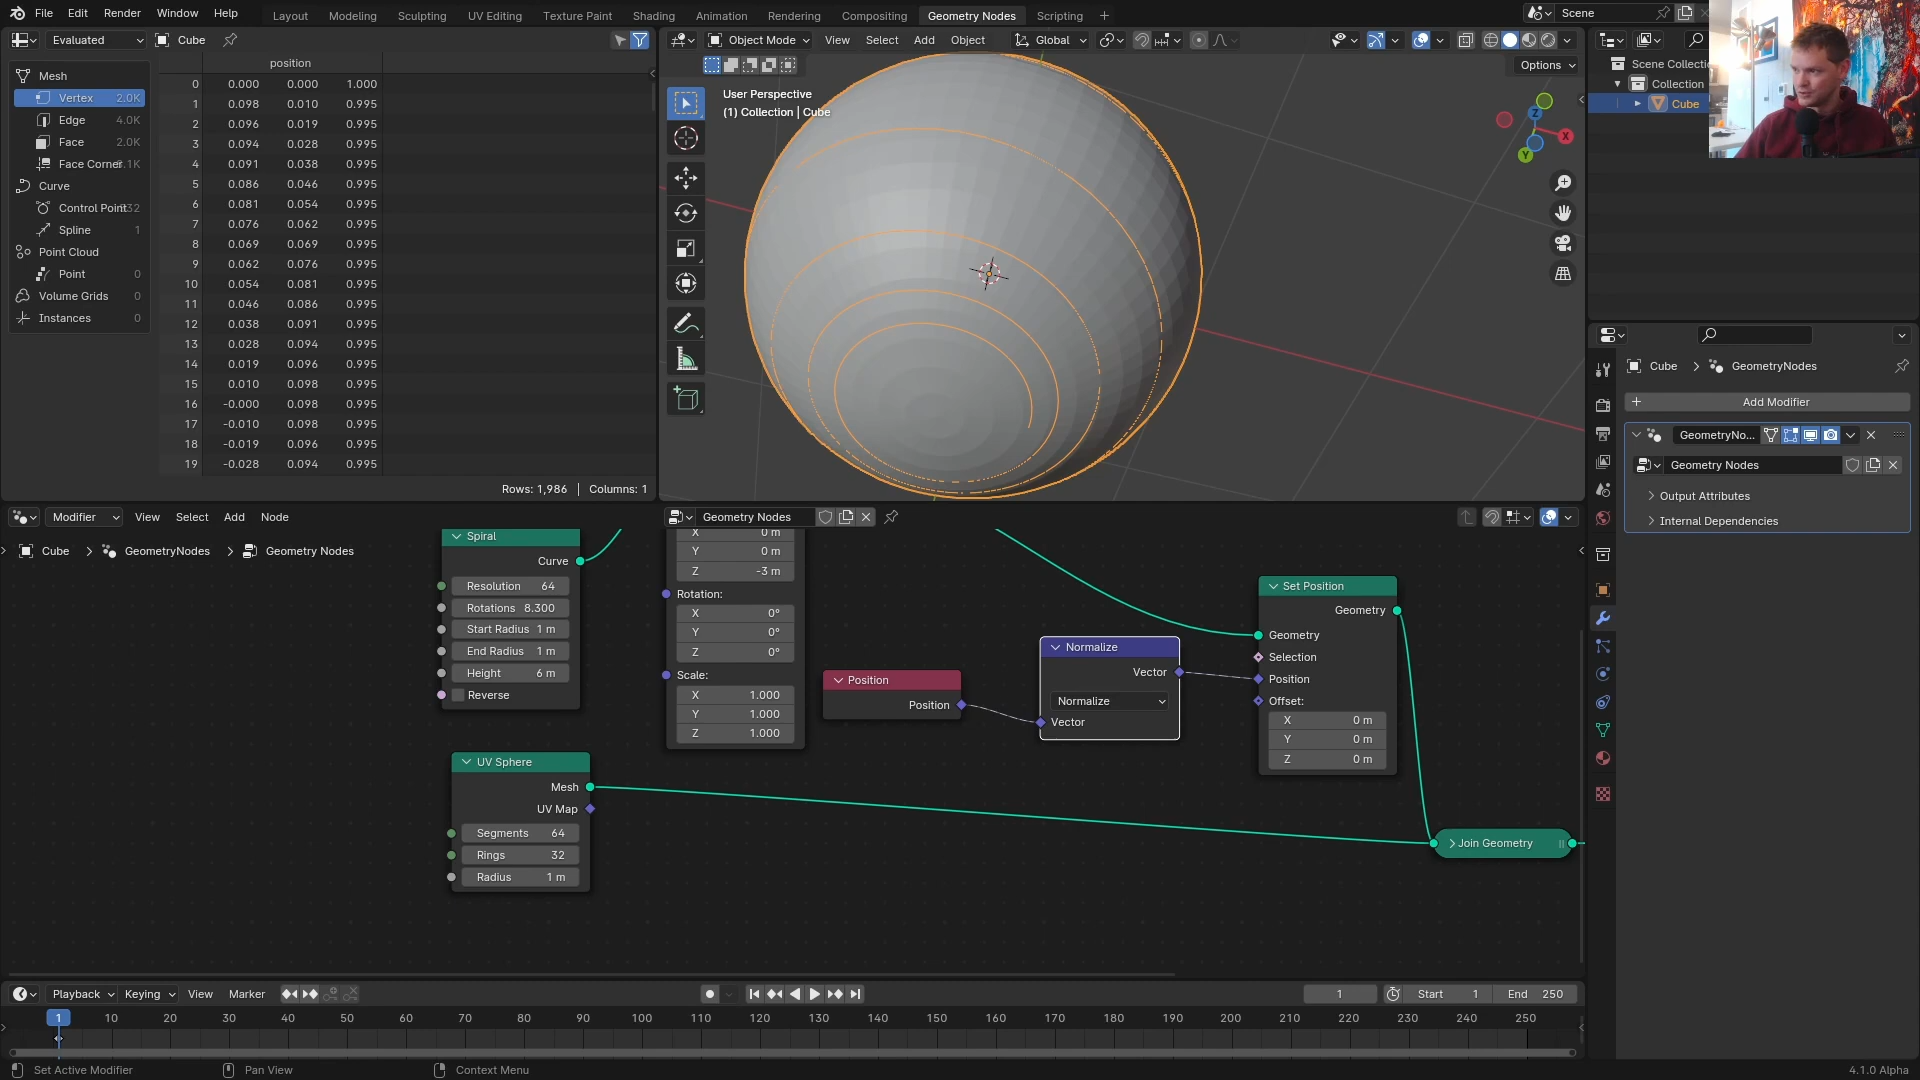 File Edit Render Window Help
Layout Modeling Sculpting UV Editing Texture Paint Shading Animation Rendering Compositing Geometry Nodes Scripting
Scene
Evaluated Cube
Object Mode View Select Add Object Global
Options
position
Mesh
Vertex 2.0K
Edge 4.0K
Face 2.0K
Face Corner
Curve
Control Point
Spline 1
Point Cloud
Point 0
Volume Grids 0
Instances 0
0 0.000 0.000 1.000
1 0.098 0.010 0.995
2 0.096 0.019 0.995
3 0.094 0.028 0.995
4 0.091 0.038 0.995
5 0.086 0.046 0.995
6 0.081 0.054 0.995
7 0.076 0.062 0.995
8 0.069 0.069 0.995
9 0.062 0.076 0.995
10 0.054 0.081 0.995
11 0.046 0.086 0.995
12 0.038 0.091 0.995
13 0.028 0.094 0.995
14 0.019 0.096 0.995
15 0.010 0.098 0.995
16 -0.000 0.098 0.995
17 -0.010 0.098 0.995
18 -0.019 0.096 0.995
19 -0.028 0.094 0.995
Rows: 1,986 | Columns: 1
User Perspective
(1) Collection | Cube
Z
X
Y
Scene Collectio
Collection
Cube
Cube > GeometryNodes
Add Modifier
GeometryNo...
Geometry Nodes
Output Attributes
Internal Dependencies
Modifier View Select Add Node
Geometry Nodes
Cube > GeometryNodes > Geometry Nodes
Spiral
Curve
Resolution 64
Rotations 8.300
Start Radius 1 m
End Radius 1 m
Height 6 m
Reverse
UV Sphere
Mesh
UV Map
Segments 64
Rings 32
Radius 1 m
X 0 m
Y 0 m
Z -3 m
Rotation:
X 0°
Y 0°
Z 0°
Scale:
X 1.000
Y 1.000
Z 1.000
Position
Position
Normalize
Vector
Normalize
Vector
Set Position
Geometry
Geometry
Selection
Position
Offset:
X 0 m
Y 0 m
Z 0 m
Join Geometry
Playback Keying View Marker
1 Start 1 End 250
1 10 20 30 40 50 60 70 80 90 100 110 120 130 140 150 160 170 180 190 200 210 220 230 240 250
Set Active Modifier Pan View Context Menu
4.1.0 Alpha